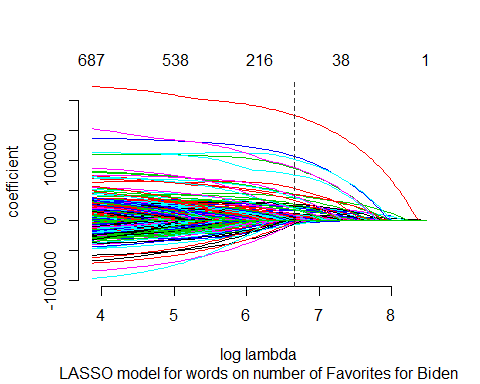 687 538 216 38 1
coefficient
100000
0
-100000
4 5 6 7 8
log lambda
LASSO model for words on number of Favorites for Biden